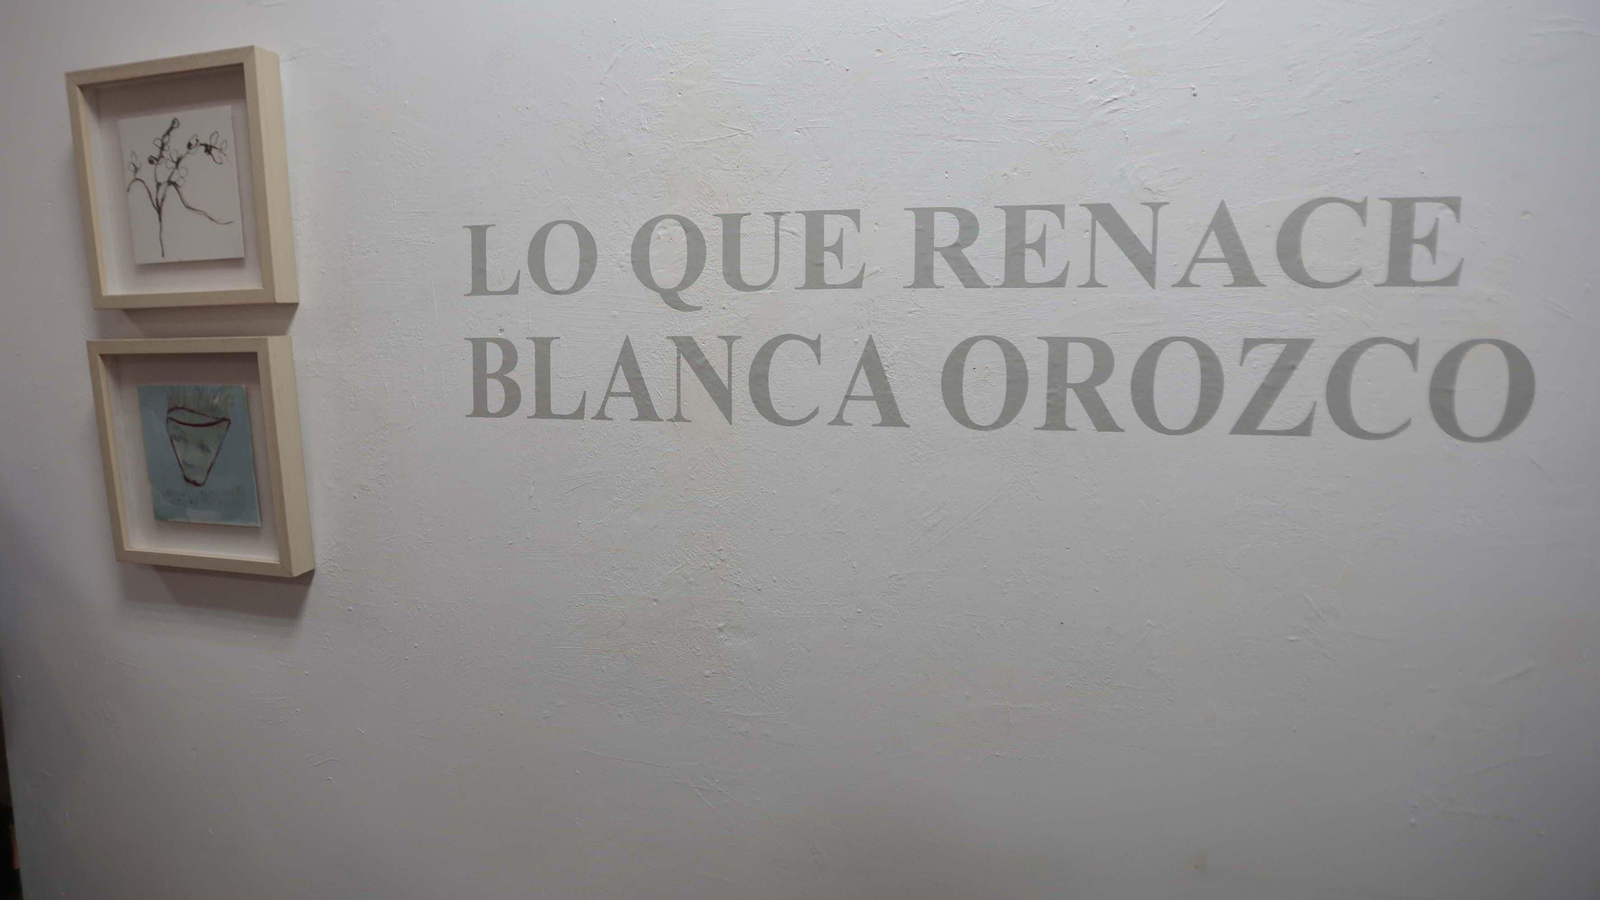 LO QUE RENACE
BLANCA OROZCO